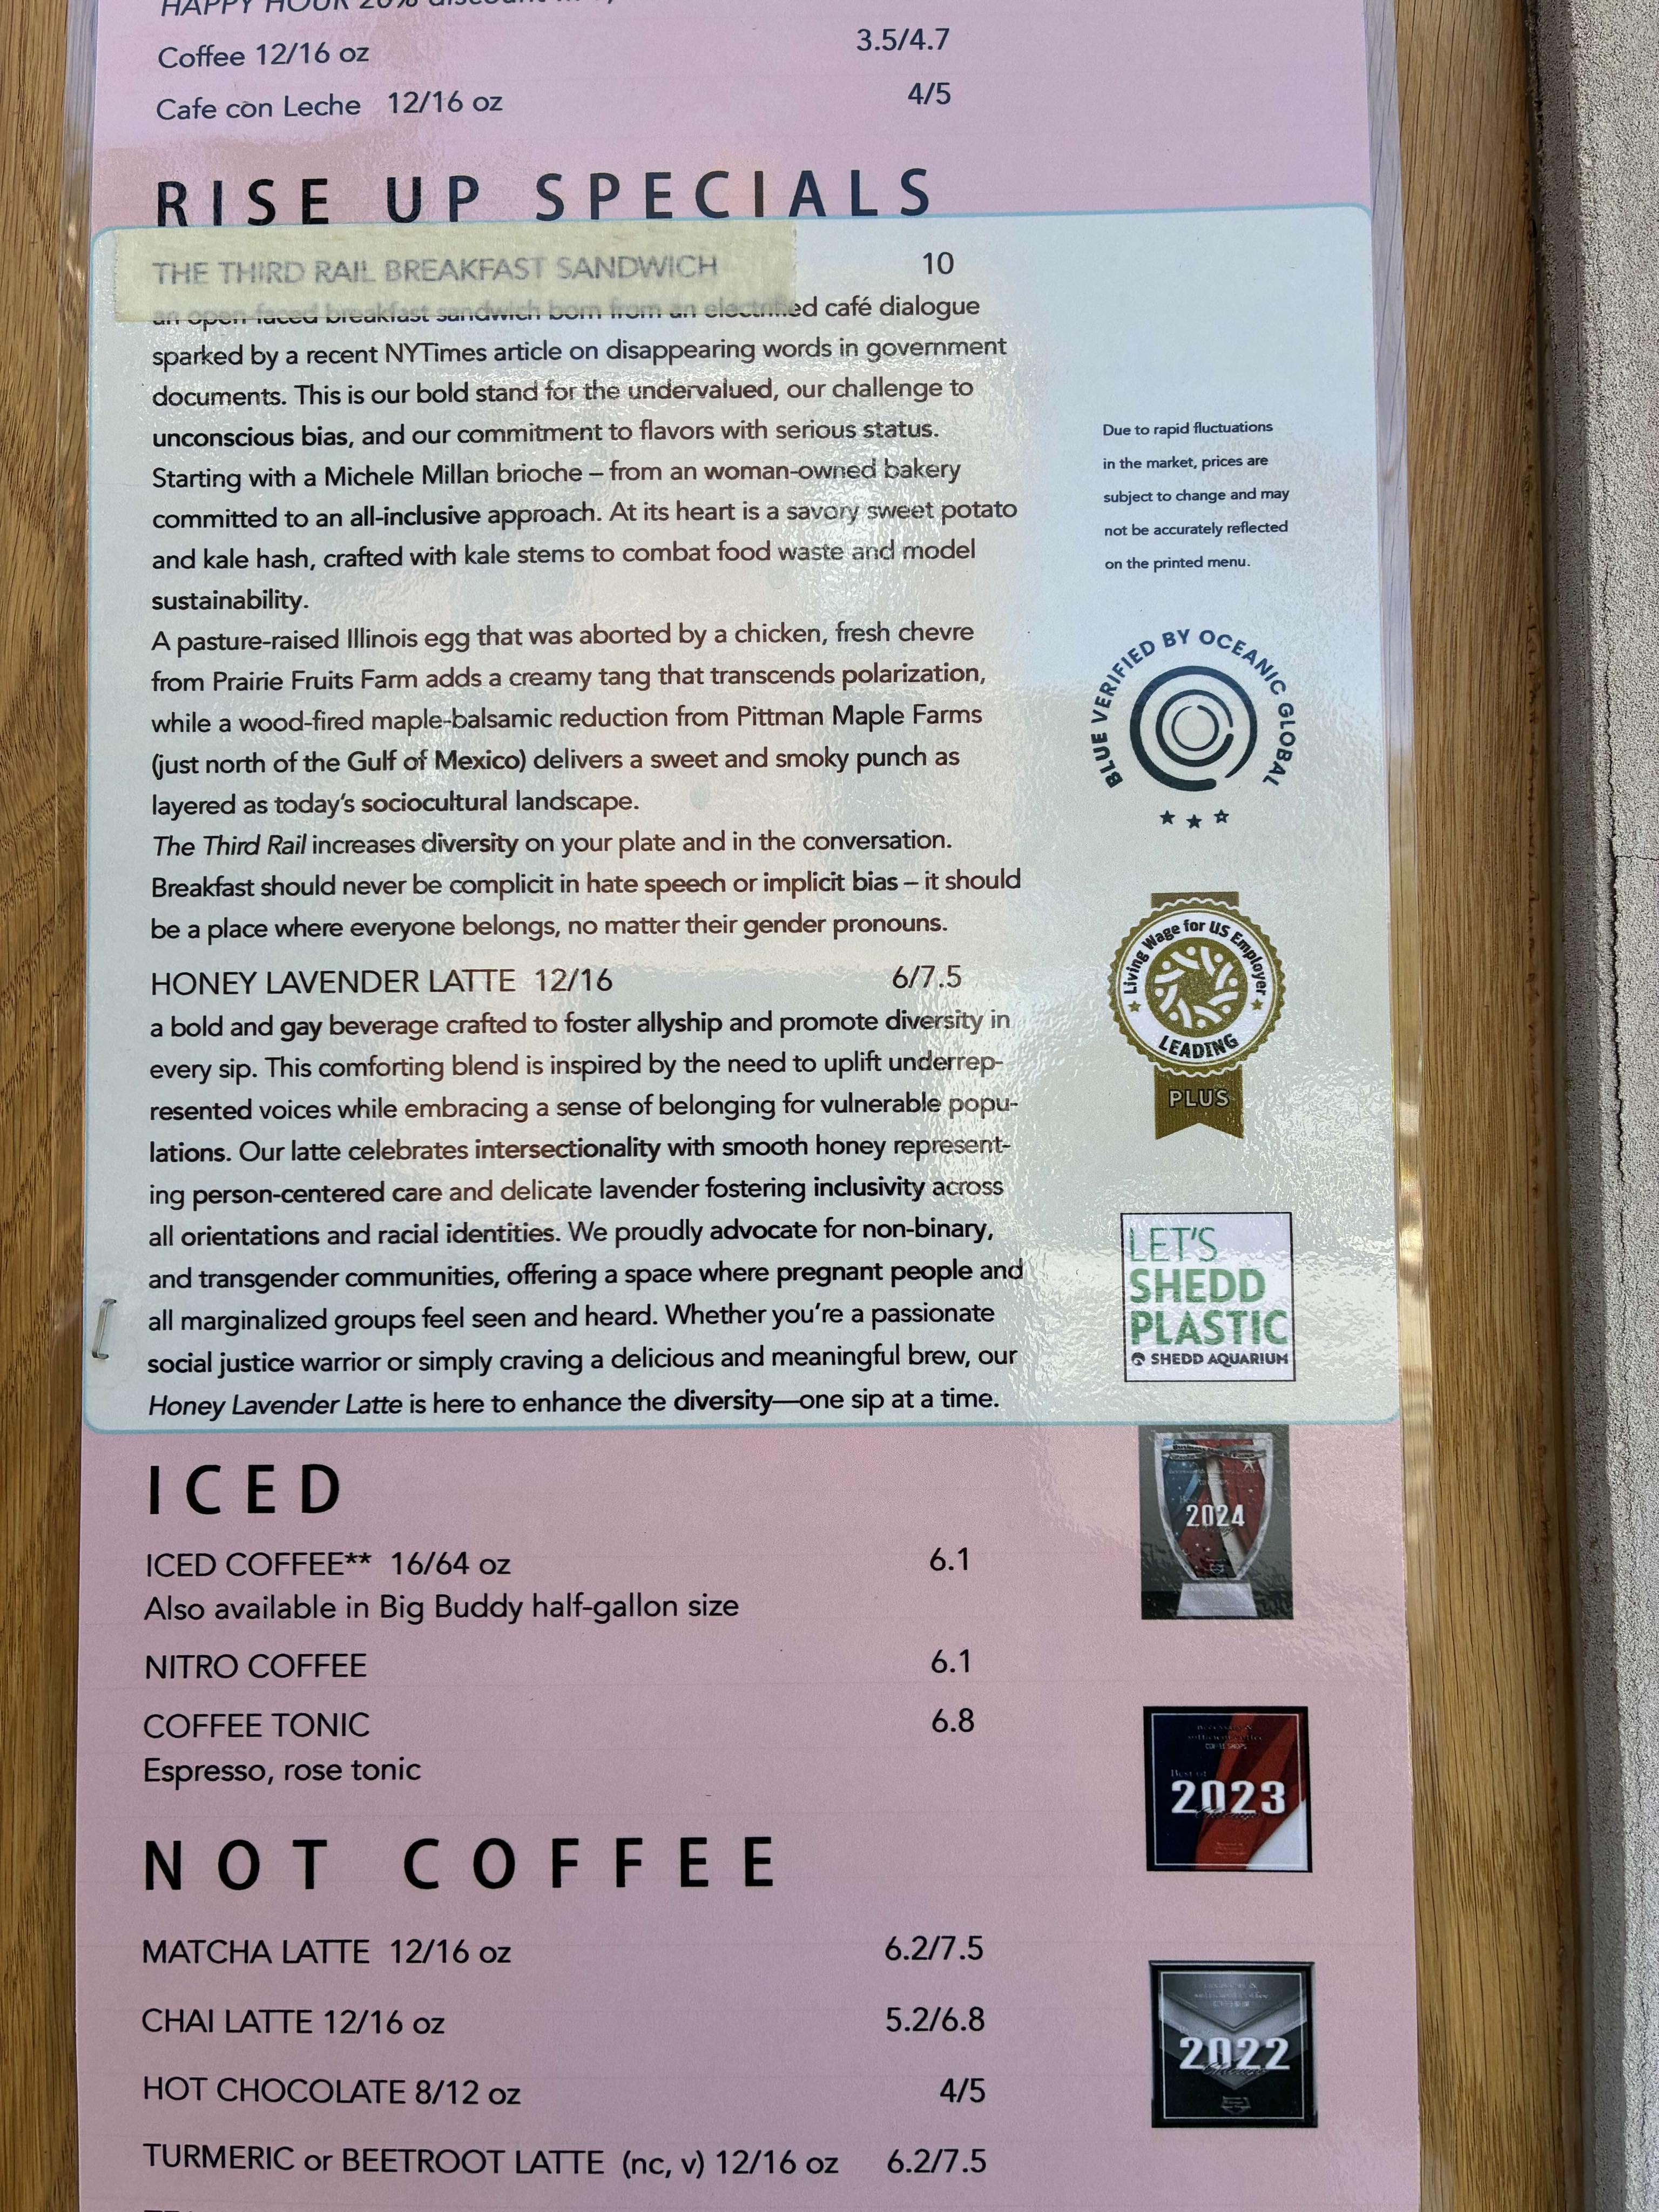 HAPPY HOUR 20% discount
Coffee 12/16 oz 3.5/4.7
Cafe con Leche 12/16 oz 4/5
RISE UP SPECIALS
THE THIRD RAIL BREAKFAST SANDWICH 10
an open-faced breakfast sandwich born from an electrified café dialogue
sparked by a recent NYTimes article on disappearing words in government
documents. This is our bold stand for the undervalued, our challenge to
unconscious bias, and our commitment to flavors with serious status.
Starting with a Michele Millan brioche – from an woman-owned bakery
committed to an all-inclusive approach. At its heart is a savory sweet potato
and kale hash, crafted with kale stems to combat food waste and model
sustainability.
A pasture-raised Illinois egg that was aborted by a chicken, fresh chevre
from Prairie Fruits Farm adds a creamy tang that transcends polarization,
while a wood-fired maple-balsamic reduction from Pittman Maple Farms
(just north of the Gulf of Mexico) delivers a sweet and smoky punch as
layered as today's sociocultural landscape.
The Third Rail increases diversity on your plate and in the conversation.
Breakfast should never be complicit in hate speech or implicit bias – it should
be a place where everyone belongs, no matter their gender pronouns.
HONEY LAVENDER LATTE 12/16 6/7.5
a bold and gay beverage crafted to foster allyship and promote diversity in
every sip. This comforting blend is inspired by the need to uplift underrep-
resented voices while embracing a sense of belonging for vulnerable popu-
lations. Our latte celebrates intersectionality with smooth honey represent-
ing person-centered care and delicate lavender fostering inclusivity across
all orientations and racial identities. We proudly advocate for non-binary,
and transgender communities, offering a space where pregnant people and
all marginalized groups feel seen and heard. Whether you're a passionate
social justice warrior or simply craving a delicious and meaningful brew, our
Honey Lavender Latte is here to enhance the diversity—one sip at a time.
ICED
ICED COFFEE** 16/64 oz 6.1
Also available in Big Buddy half-gallon size
NITRO COFFEE 6.1
COFFEE TONIC 6.8
Espresso, rose tonic
NOT COFFEE
MATCHA LATTE 12/16 oz 6.2/7.5
CHAI LATTE 12/16 oz 5.2/6.8
HOT CHOCOLATE 8/12 oz 4/5
TURMERIC or BEETROOT LATTE (nc, v) 12/16 oz 6.2/7.5
Due to rapid fluctuations
in the market, prices are
subject to change and may
not be accurately reflected
on the printed menu.
BLUE VERIFIED BY OCEANIC GLOBAL
Living Wage for US Employer
LEADING
PLUS
LET'S
SHEDD
PLASTIC
SHEDD AQUARIUM
2024
Best of
2023
2022